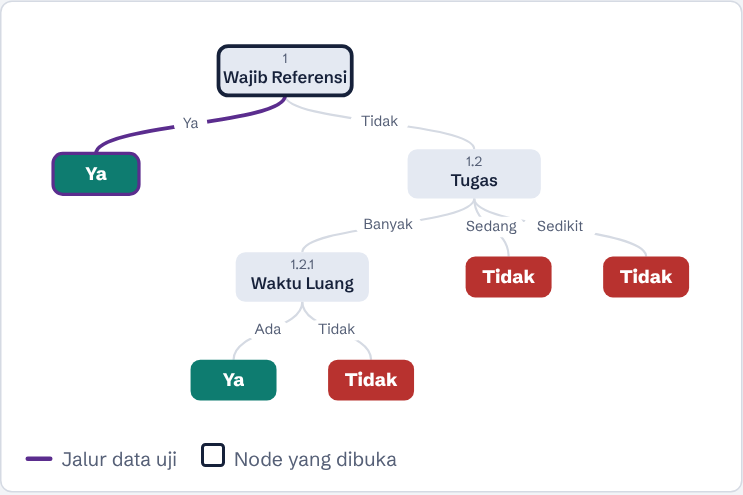 1
Wajib Referensi
Ya
Tidak
Ya
1.2
Tugas
Banyak
Sedang
Sedikit
1.2.1
Waktu Luang
Tidak
Tidak
Ada
Tidak
Ya
Tidak
Jalur data uji
Node yang dibuka